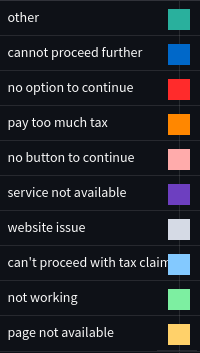 other
cannot proceed further
no option to continue
pay too much tax
no button to continue
service not available
website issue
can't proceed with tax claim
not working
page not available